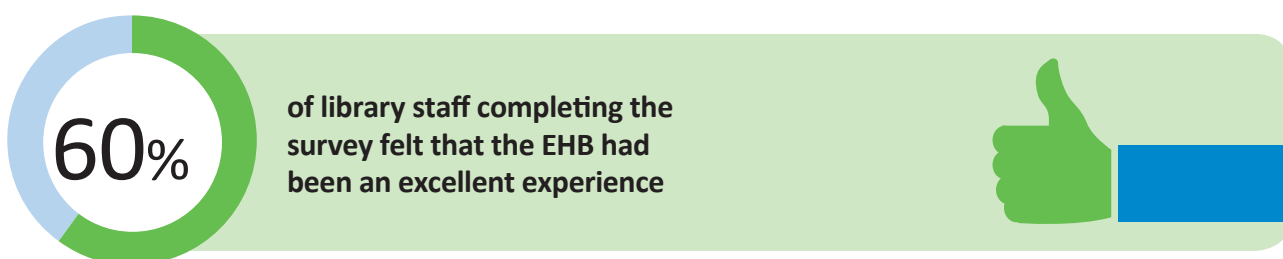 60%
of library staff completing the
survey felt that the EHB had
been an excellent experience